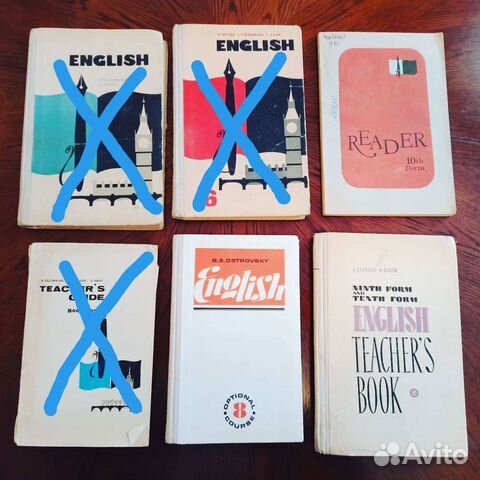 ENGLISH
ENGLISH
6
READER
10th
Form
TEACHER'S
GUIDE
B.S. OSTROVSKY
English
OPTIONAL
8
COURSE
NINTH FORM
AND
TENTH FORM
ENGLISH
TEACHER'S
BOOK
Avito